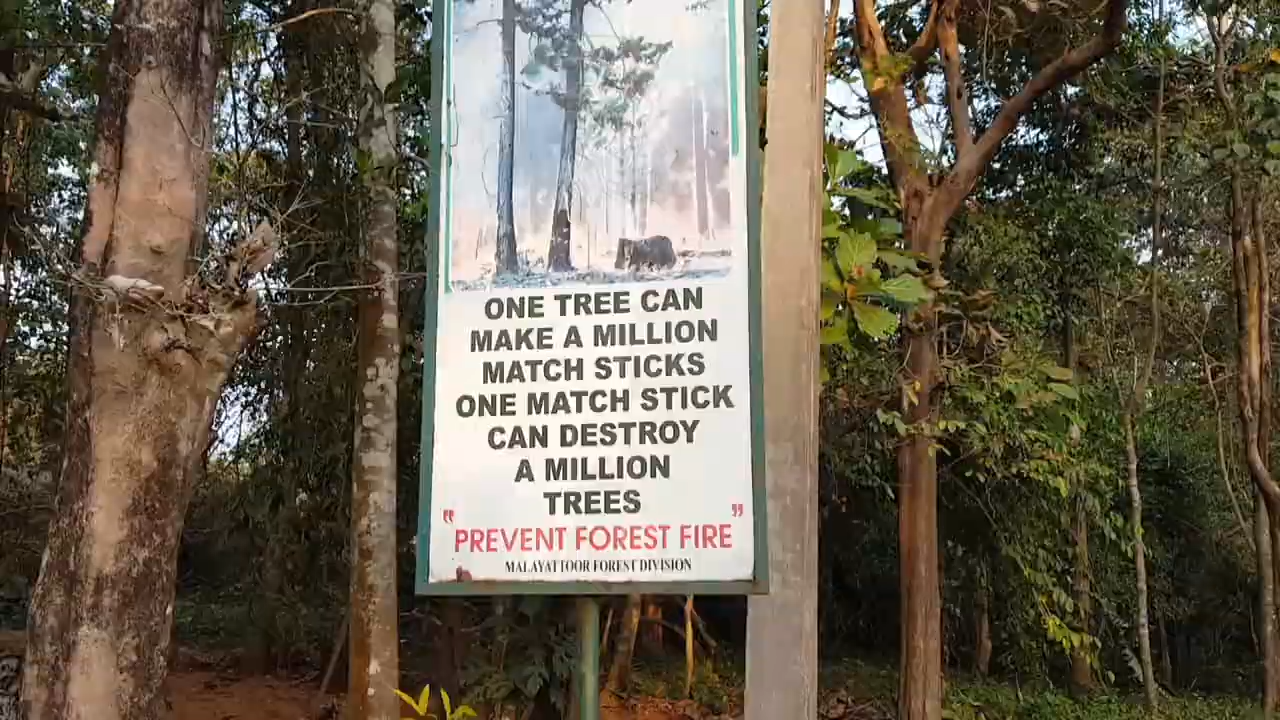 ONE TREE CAN
MAKE A MILLION
MATCH STICKS
ONE MATCH STICK
CAN DESTROY
A MILLION
TREES
"PREVENT FOREST FIRE"
MALAYATTOOR FOREST DIVISION